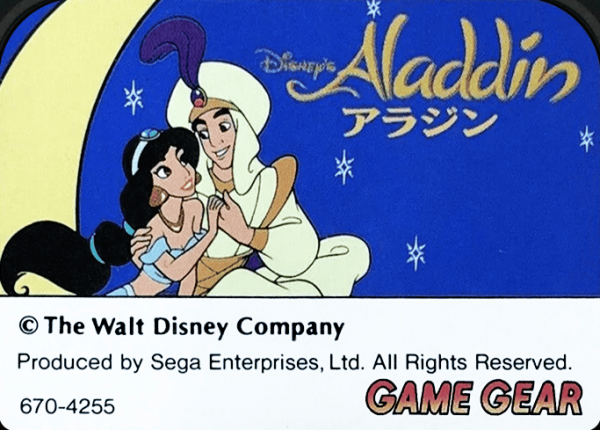 Disney's Aladdin
アラジン
© The Walt Disney Company
Produced by Sega Enterprises, Ltd. All Rights Reserved.
670-4255 GAME GEAR